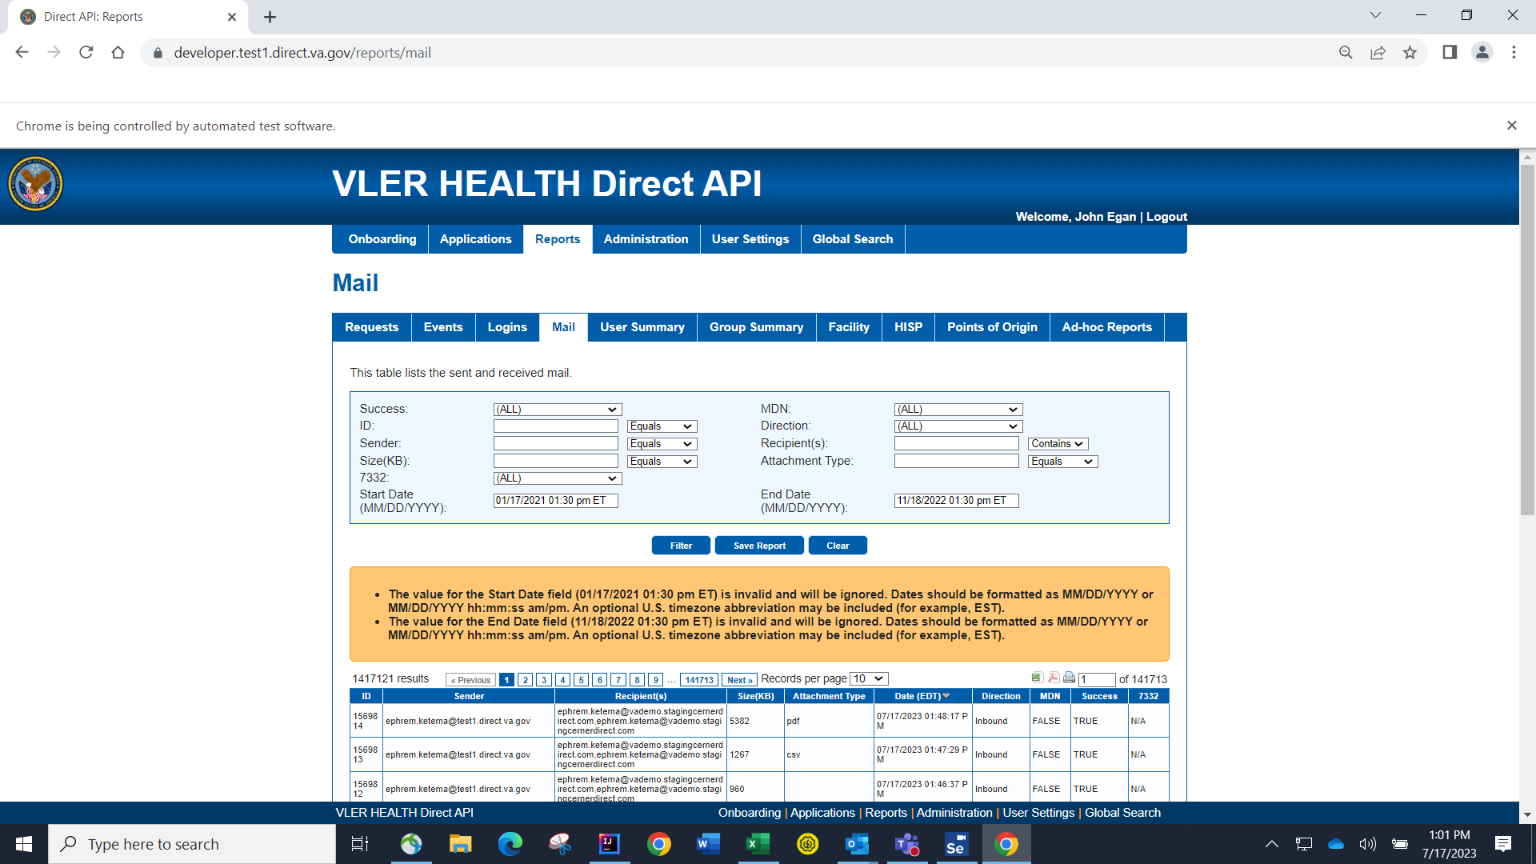 Direct API: Reports
developer.test1.direct.va.gov/reports/mail
Chrome is being controlled by automated test software.
VLER HEALTH Direct API
Welcome, John Egan | Logout
Onboarding Applications Reports Administration User Settings Global Search
Mail
Requests Events Logins Mail User Summary Group Summary Facility HISP Points of Origin Ad-hoc Reports
This table lists the sent and received mail.
Success: (ALL) MDN: (ALL)
ID: Equals Direction: (ALL)
Sender: Equals Recipient(s): Contains
Size(KB): Equals Attachment Type: Equals
7332: (ALL)
Start Date (MM/DD/YYYY): 01/17/2021 01:30 pm ET End Date (MM/DD/YYYY): 11/18/2022 01:30 pm ET
Filter Save Report Clear
• The value for the Start Date field (01/17/2021 01:30 pm ET) is invalid and will be ignored. Dates should be formatted as MM/DD/YYYY or
MM/DD/YYYY hh:mm:ss am/pm. An optional U.S. timezone abbreviation may be included (for example, EST).
• The value for the End Date field (11/18/2022 01:30 pm ET) is invalid and will be ignored. Dates should be formatted as MM/DD/YYYY or
MM/DD/YYYY hh:mm:ss am/pm. An optional U.S. timezone abbreviation may be included (for example, EST).
1417121 results « Previous 1 2 3 4 5 6 7 8 9 ... 141713 Next » Records per page 10 1 of 141713
ID Sender Recipient(s) Size(KB) Attachment Type Date (EDT) Direction MDN Success 7332
1569814 ephrem.ketema@test1.direct.va.gov ephrem.ketema@vademo.stagingcernerdirect.com,ephrem.ketema@vademo.stagingcernerdirect.com 5382 pdf 07/17/2023 01:48:17 PM Inbound FALSE TRUE N/A
1569813 ephrem.ketema@test1.direct.va.gov ephrem.ketema@vademo.stagingcernerdirect.com,ephrem.ketema@vademo.stagingcernerdirect.com 1267 csv 07/17/2023 01:47:29 PM Inbound FALSE TRUE N/A
1569812 ephrem.ketema@test1.direct.va.gov ephrem.ketema@vademo.stagingcernerdirect.com,ephrem.ketema@vademo.stagingcernerdirect.com 960 07/17/2023 01:46:37 PM Inbound FALSE TRUE N/A
VLER HEALTH Direct API Onboarding | Applications | Reports | Administration | User Settings | Global Search
Type here to search
1:01 PM
7/17/2023